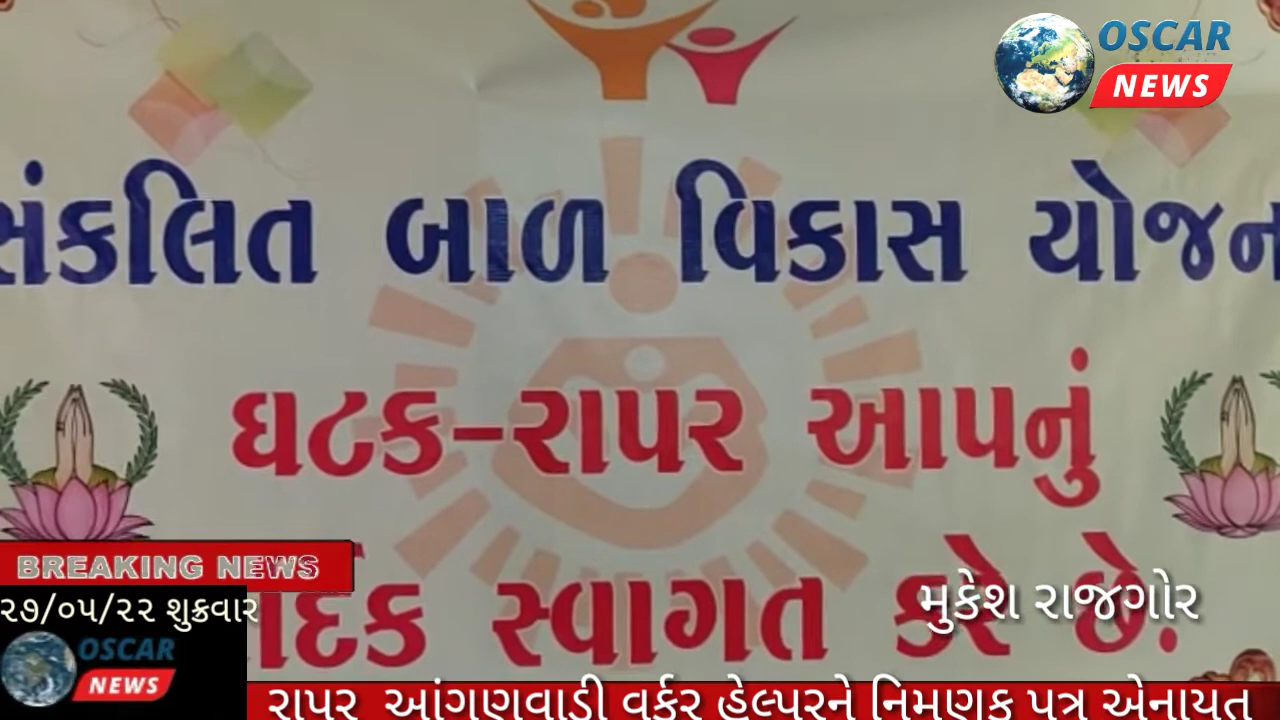 OSCAR
NEWS
સંકલિત બાળ વિકાસ યોજન
ઘટક-રાપર આપનું
સ્વાગત કરે છે.
BREAKING NEWS
૨૭/૦૫/૨૨ શુક્રવાર
મુકેશ રાજગોર
OSCAR
NEWS
રાપર આંગણવાડી વર્કર હેલ્પરને નિમણૂક પત્ર એનાયત